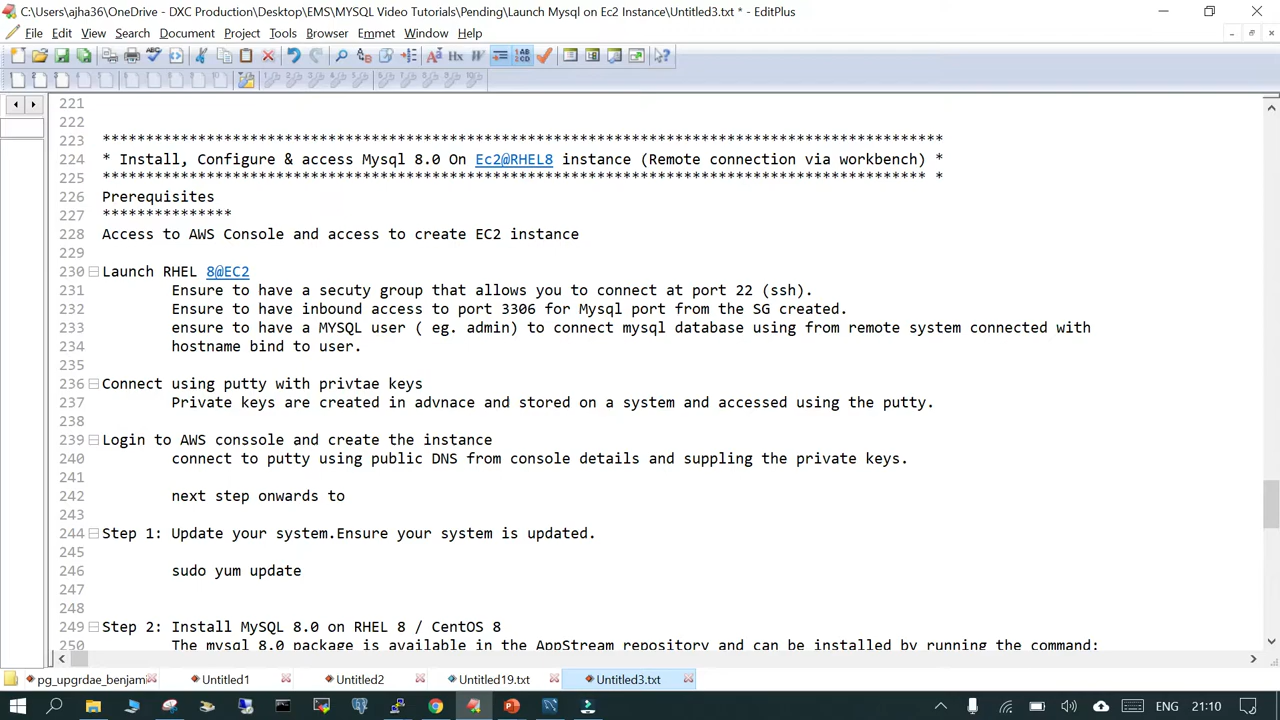 C:\Users\ajha36\OneDrive - DXC Production\Desktop\EMS\MYSQL Video Tutorials\Pending\Launch Mysql on Ec2 Instance\Untitled3.txt * - EditPlus
File Edit View Search Document Project Tools Browser Emmet Window Help
221
222
223 *************************************************************************************************
224 * Install, Configure & access Mysql 8.0 On Ec2@RHEL8 instance (Remote connection via workbench) *
225 *********************************************************************************************** *
226 Prerequisites
227 ***************
228 Access to AWS Console and access to create EC2 instance
229
230 Launch RHEL 8@EC2
231 Ensure to have a secuty group that allows you to connect at port 22 (ssh).
232 Ensure to have inbound access to port 3306 for Mysql port from the SG created.
233 ensure to have a MYSQL user ( eg. admin) to connect mysql database using from remote system connected with
234 hostname bind to user.
235
236 Connect using putty with privtae keys
237 Private keys are created in advnace and stored on a system and accessed using the putty.
238
239 Login to AWS conssole and create the instance
240 connect to putty using public DNS from console details and suppling the private keys.
241
242 next step onwards to
243
244 Step 1: Update your system.Ensure your system is updated.
245
246 sudo yum update
247
248
249 Step 2: Install MySQL 8.0 on RHEL 8 / CentOS 8
250 The mysql 8.0 package is available in the AppStream repository and can be installed by running the command:
pg_upgrdae_benjam Untitled1 Untitled2 Untitled19.txt Untitled3.txt
ENG 21:10